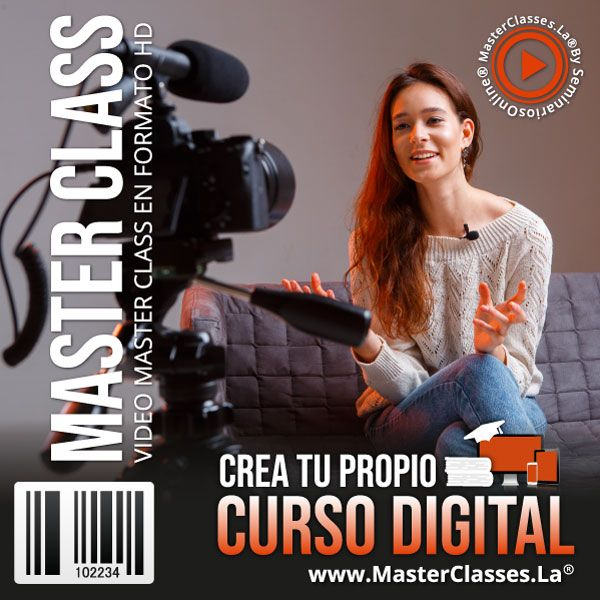 MASTER CLASS
VIDEO MASTER CLASS EN FORMATO HD
MasterClasses.La®By SeminariosOnline®
CREA TU PROPIO
CURSO DIGITAL
www.MasterClasses.La®
102234